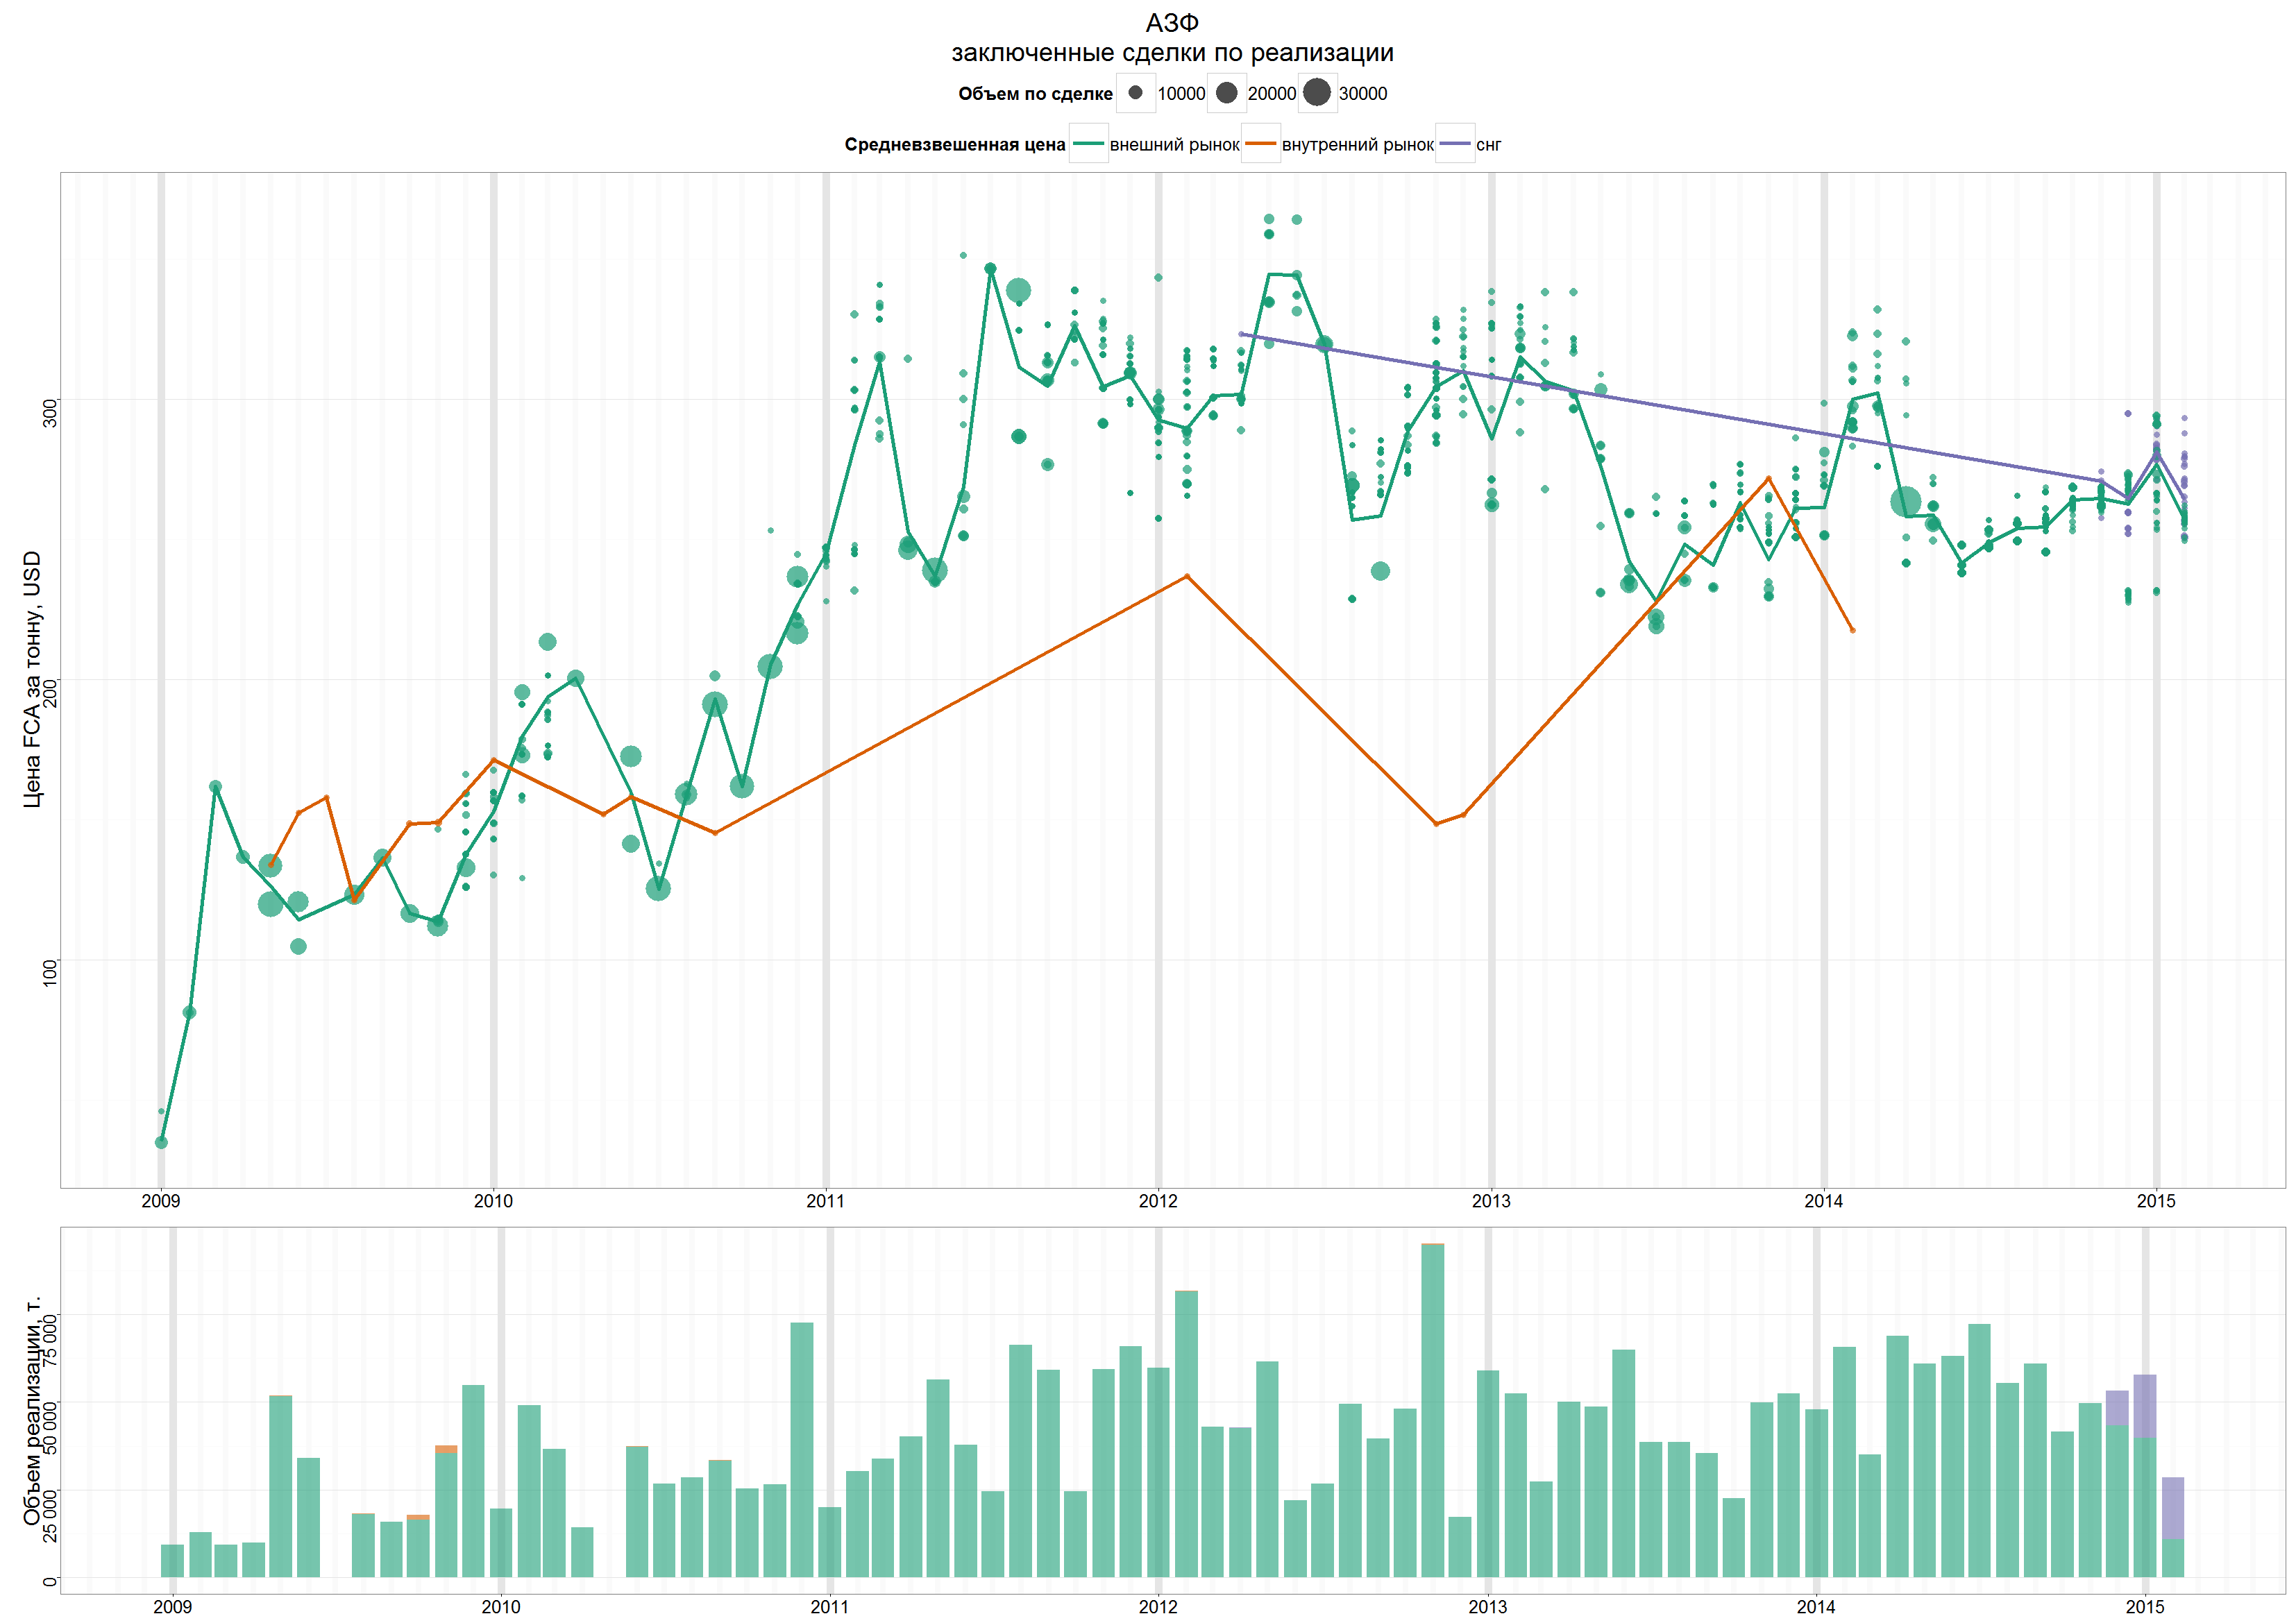 АЗФ
заключенные сделки по реализации
Объем по сделке 10000 20000 30000
Средневзвешенная цена внешний рынок внутренний рынок снг
Цена FCA за тонну, USD
300
200
100
2009 2010 2011 2012 2013 2014 2015
Объем реализации, т.
75 000
50 000
25 000
0
2009 2010 2011 2012 2013 2014 2015